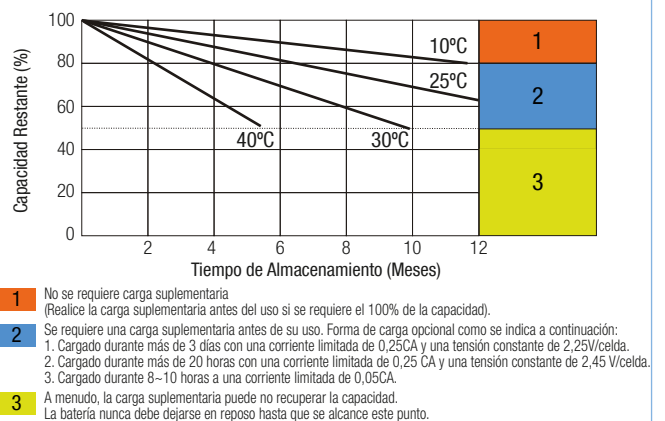 Capacidad Restante (%)
100
80
60
40
20
0
10ºC
25ºC
30ºC
40ºC
1
2
3
2
4
6
8
10
12
Tiempo de Almacenamiento (Meses)
1
No se requiere carga suplementaria
(Realice la carga suplementaria antes del uso si se requiere el 100% de la capacidad).
2
Se requiere una carga suplementaria antes de su uso. Forma de carga opcional como se indica a continuación:
1. Cargado durante más de 3 días con una corriente limitada de 0,25CA y una tensión constante de 2,25V/celda.
2. Cargado durante más de 20 horas con una corriente limitada de 0,25 CA y una tensión constante de 2,45 V/celda.
3. Cargado durante 8~10 horas a una corriente limitada de 0,05CA.
3
A menudo, la carga suplementaria puede no recuperar la capacidad.
La batería nunca debe dejarse en reposo hasta que se alcance este punto.